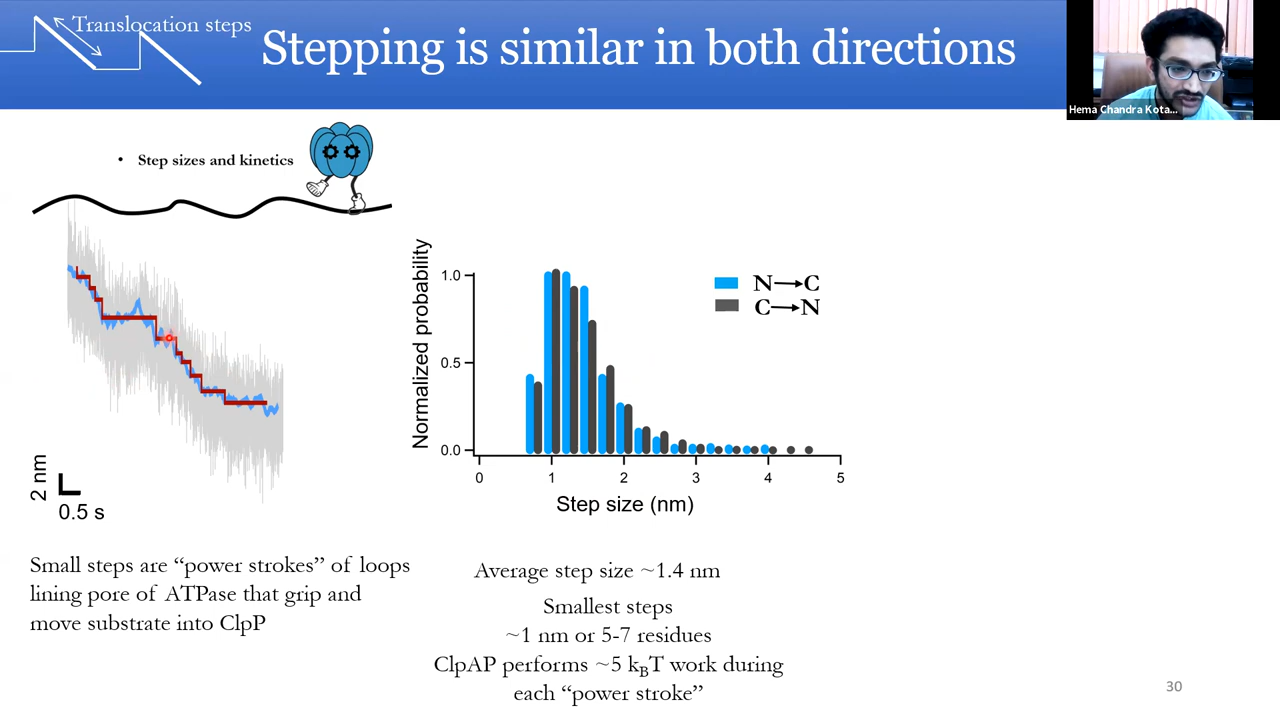 Translocation steps
Stepping is similar in both directions
Hema Chandra Kota...
• Step sizes and kinetics
2 nm
0.5 s
Normalized probability
1.0
0.5
0.0
0 1 2 3 4 5
Step size (nm)
N→C
C→N
Small steps are “power strokes” of loops
lining pore of ATPase that grip and
move substrate into ClpP
Average step size ~1.4 nm
Smallest steps
~1 nm or 5-7 residues
ClpAP performs ~5 kBT work during
each “power stroke”
30